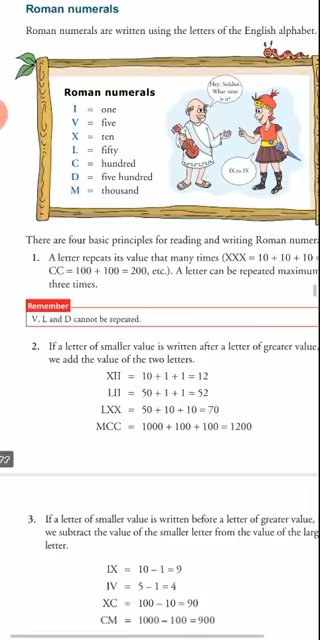 Roman numerals
Roman numerals are written using the letters of the English alphabet.
Hey, Soldier,
What time
is it?
Roman numerals
I = one
V = five
X = ten
L = fifty
C = hundred
D = five hundred
M = thousand
IX to IX
There are four basic principles for reading and writing Roman numer
1. A letter repeats its value that many times (XXX = 10 + 10 + 10
CC = 100 + 100 = 200, etc.). A letter can be repeated maximum
three times.
Remember
V, L and D cannot be repeated.
2. If a letter of smaller value is written after a letter of greater value,
we add the value of the two letters.
XII = 10 + 1 + 1 = 12
LII = 50 + 1 + 1 = 52
LXX = 50 + 10 + 10 = 70
MCC = 1000 + 100 + 100 = 1200
3. If a letter of smaller value is written before a letter of greater value,
we subtract the value of the smaller letter from the value of the larg
letter.
IX = 10 – 1 = 9
IV = 5 – 1 = 4
XC = 100 – 10 = 90
CM = 1000 – 100 = 900